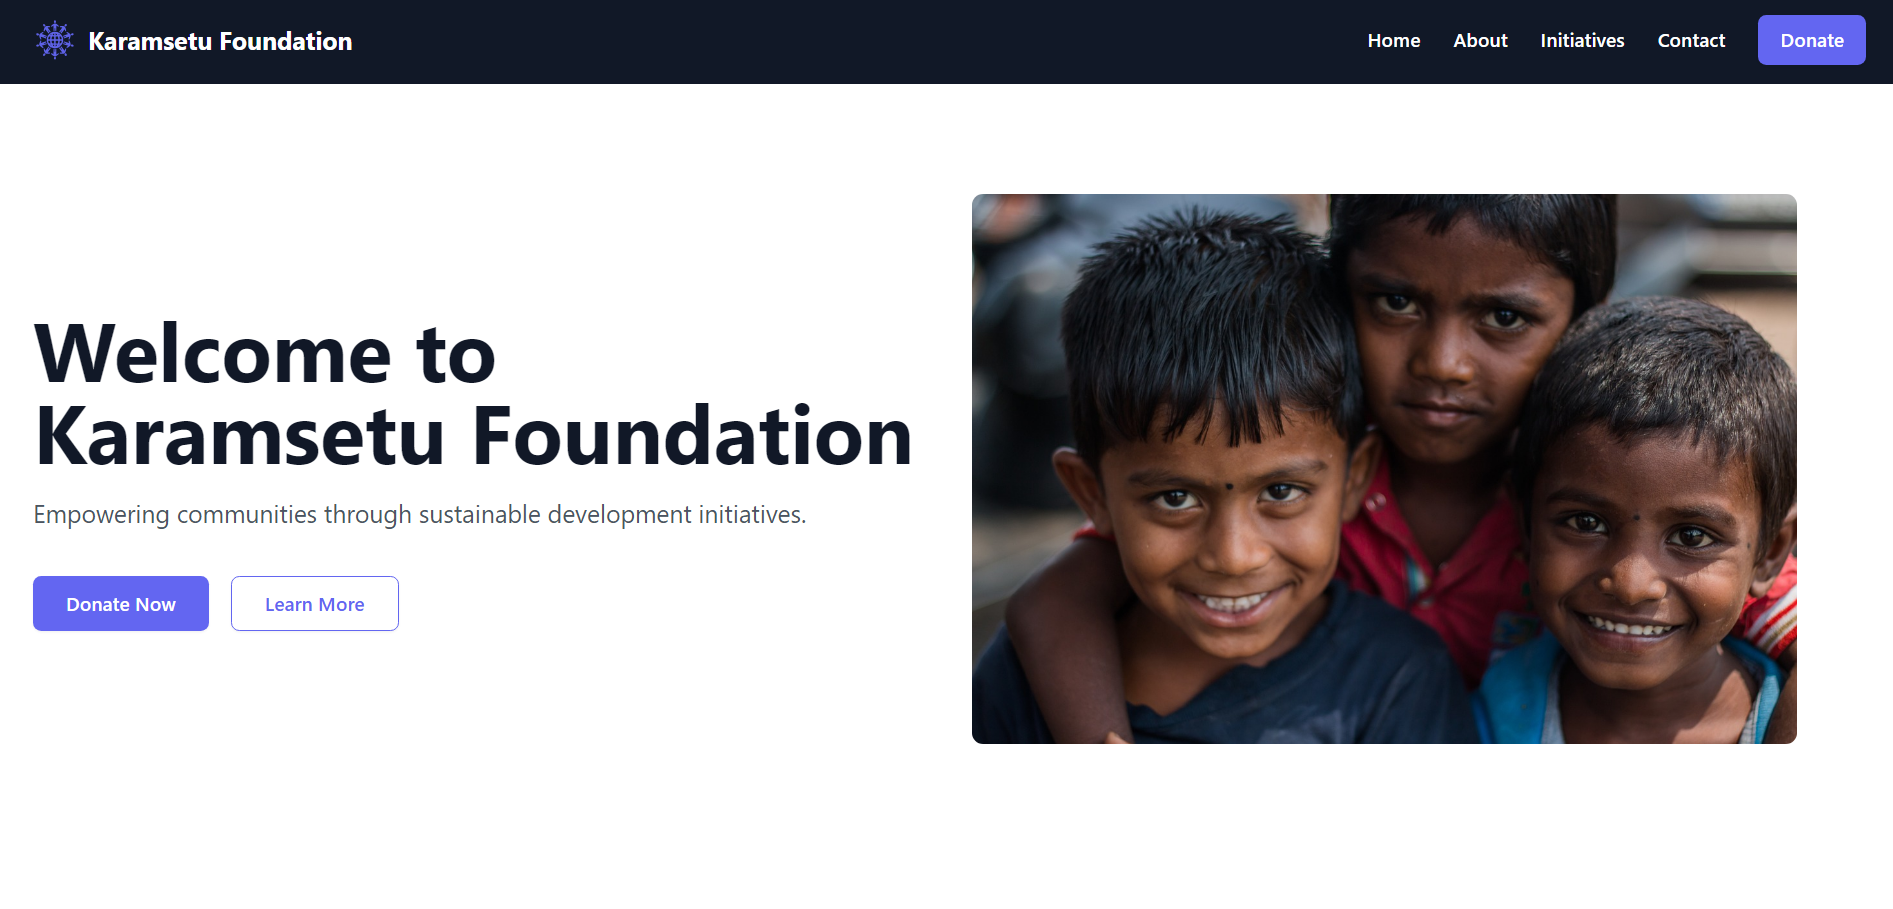 Karamsetu Foundation
Home About Initiatives Contact Donate
Welcome to
Karamsetu Foundation
Empowering communities through sustainable development initiatives.
Donate Now Learn More